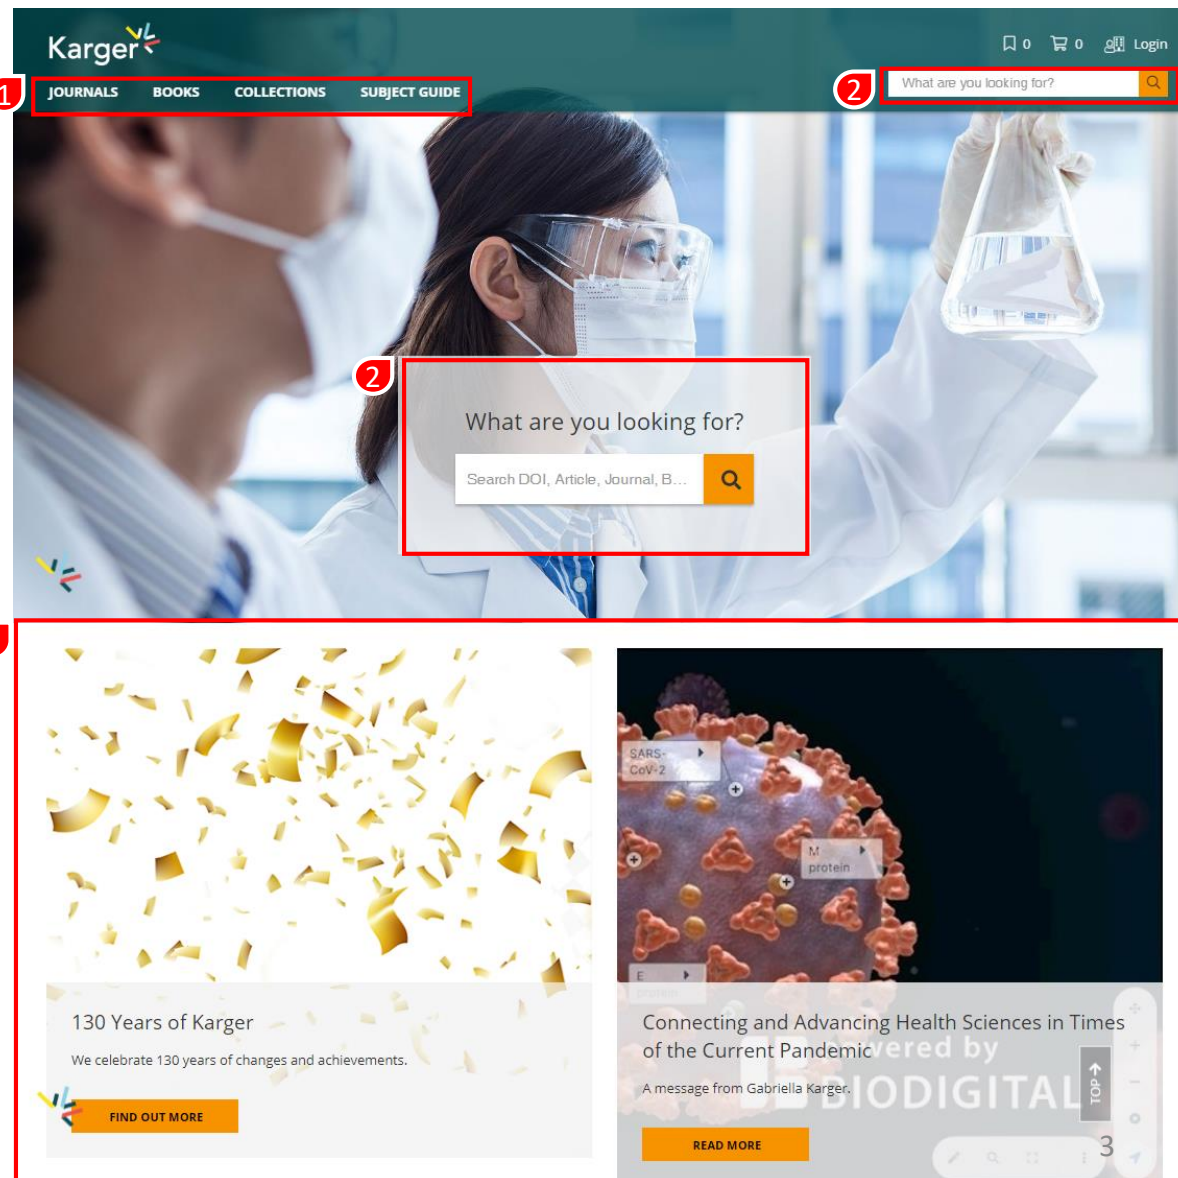 Karger
0 0 Login
1
JOURNALS BOOKS COLLECTIONS SUBJECT GUIDE
2
What are you looking for?
2
What are you looking for?
Search DOI, Article, Journal, B...
SARS-
CoV-2
M
protein
E
protein
130 Years of Karger
We celebrate 130 years of changes and achievements.
FIND OUT MORE
Connecting and Advancing Health Sciences in Times
of the Current Pandemic
powered by
A message from Gabriella Karger.
BIODIGITAL
TOP
READ MORE
3